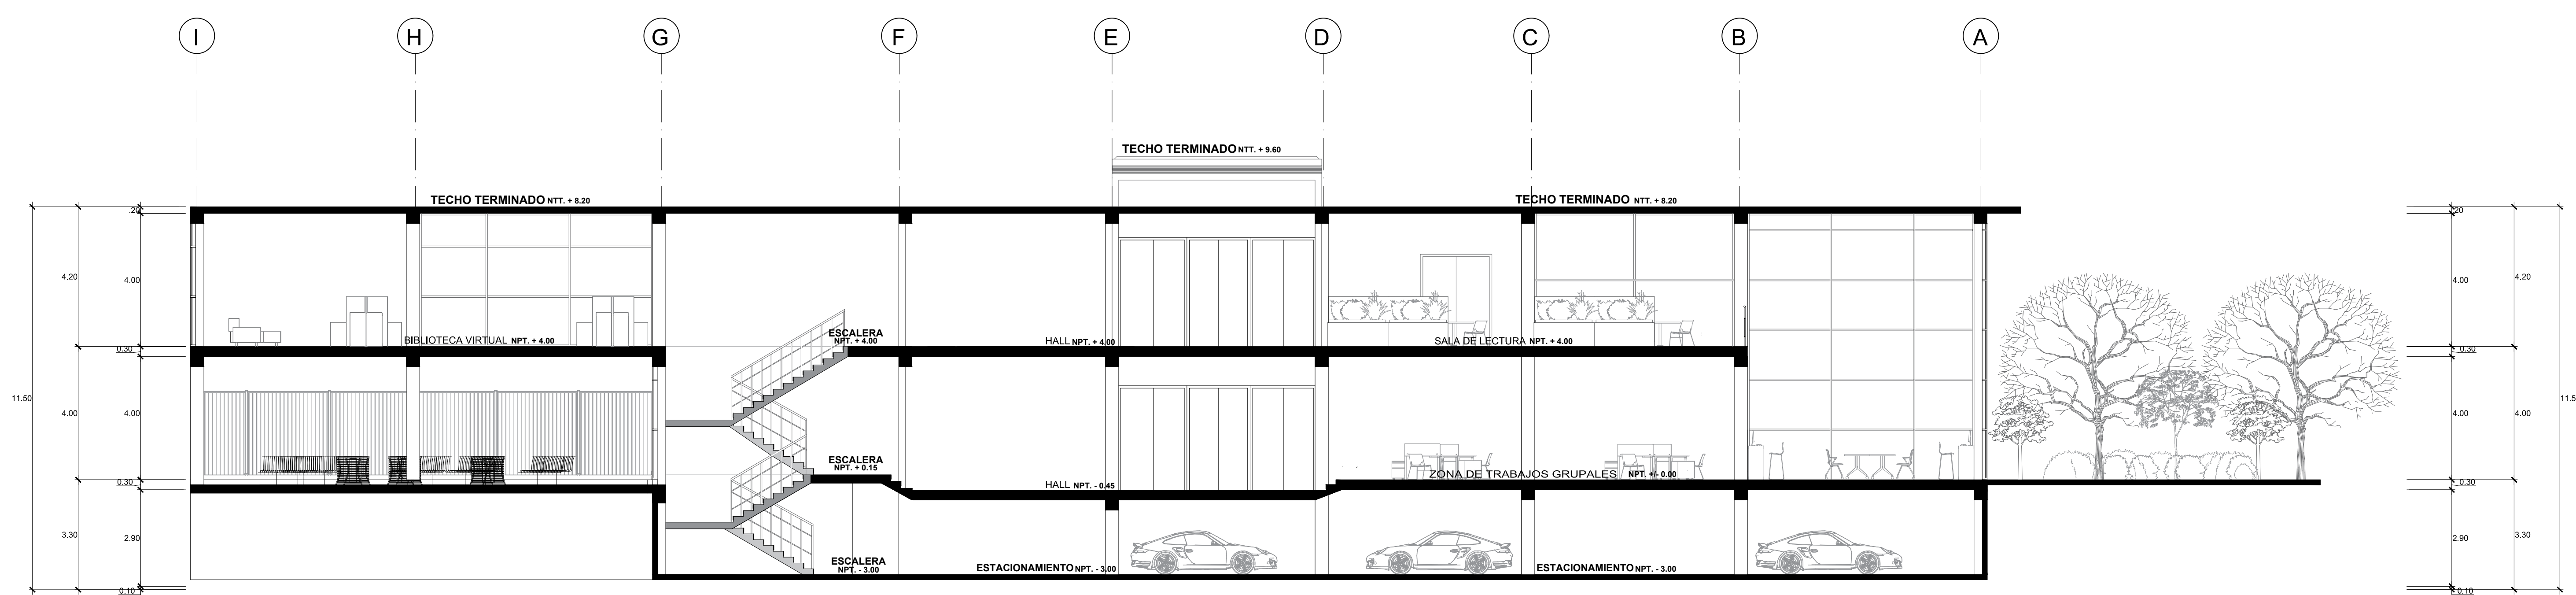 I H G F E D C B A
TECHO TERMINADO NTT. + 9.60
TECHO TERMINADO NTT. + 8.20
TECHO TERMINADO NTT. + 8.20
.20
4.20
4.00
ESCALERA
NPT. + 4.00
BIBLIOTECA VIRTUAL NPT. + 4.00
HALL NPT. + 4.00
SALA DE LECTURA NPT. + 4.00
0.30
11.50
4.00
4.00
ESCALERA
NPT. + 0.15
ZONA DE TRABAJOS GRUPALES NPT. +/- 0.00
HALL NPT. - 0.45
0.30
3.30
2.90
ESCALERA
NPT. - 3.00
ESTACIONAMIENTO NPT. - 3.00
ESTACIONAMIENTO NPT. - 3.00
0.10
.20
4.00
4.20
0.30
4.00
4.00
11.5
0.30
2.90
3.30
0.10